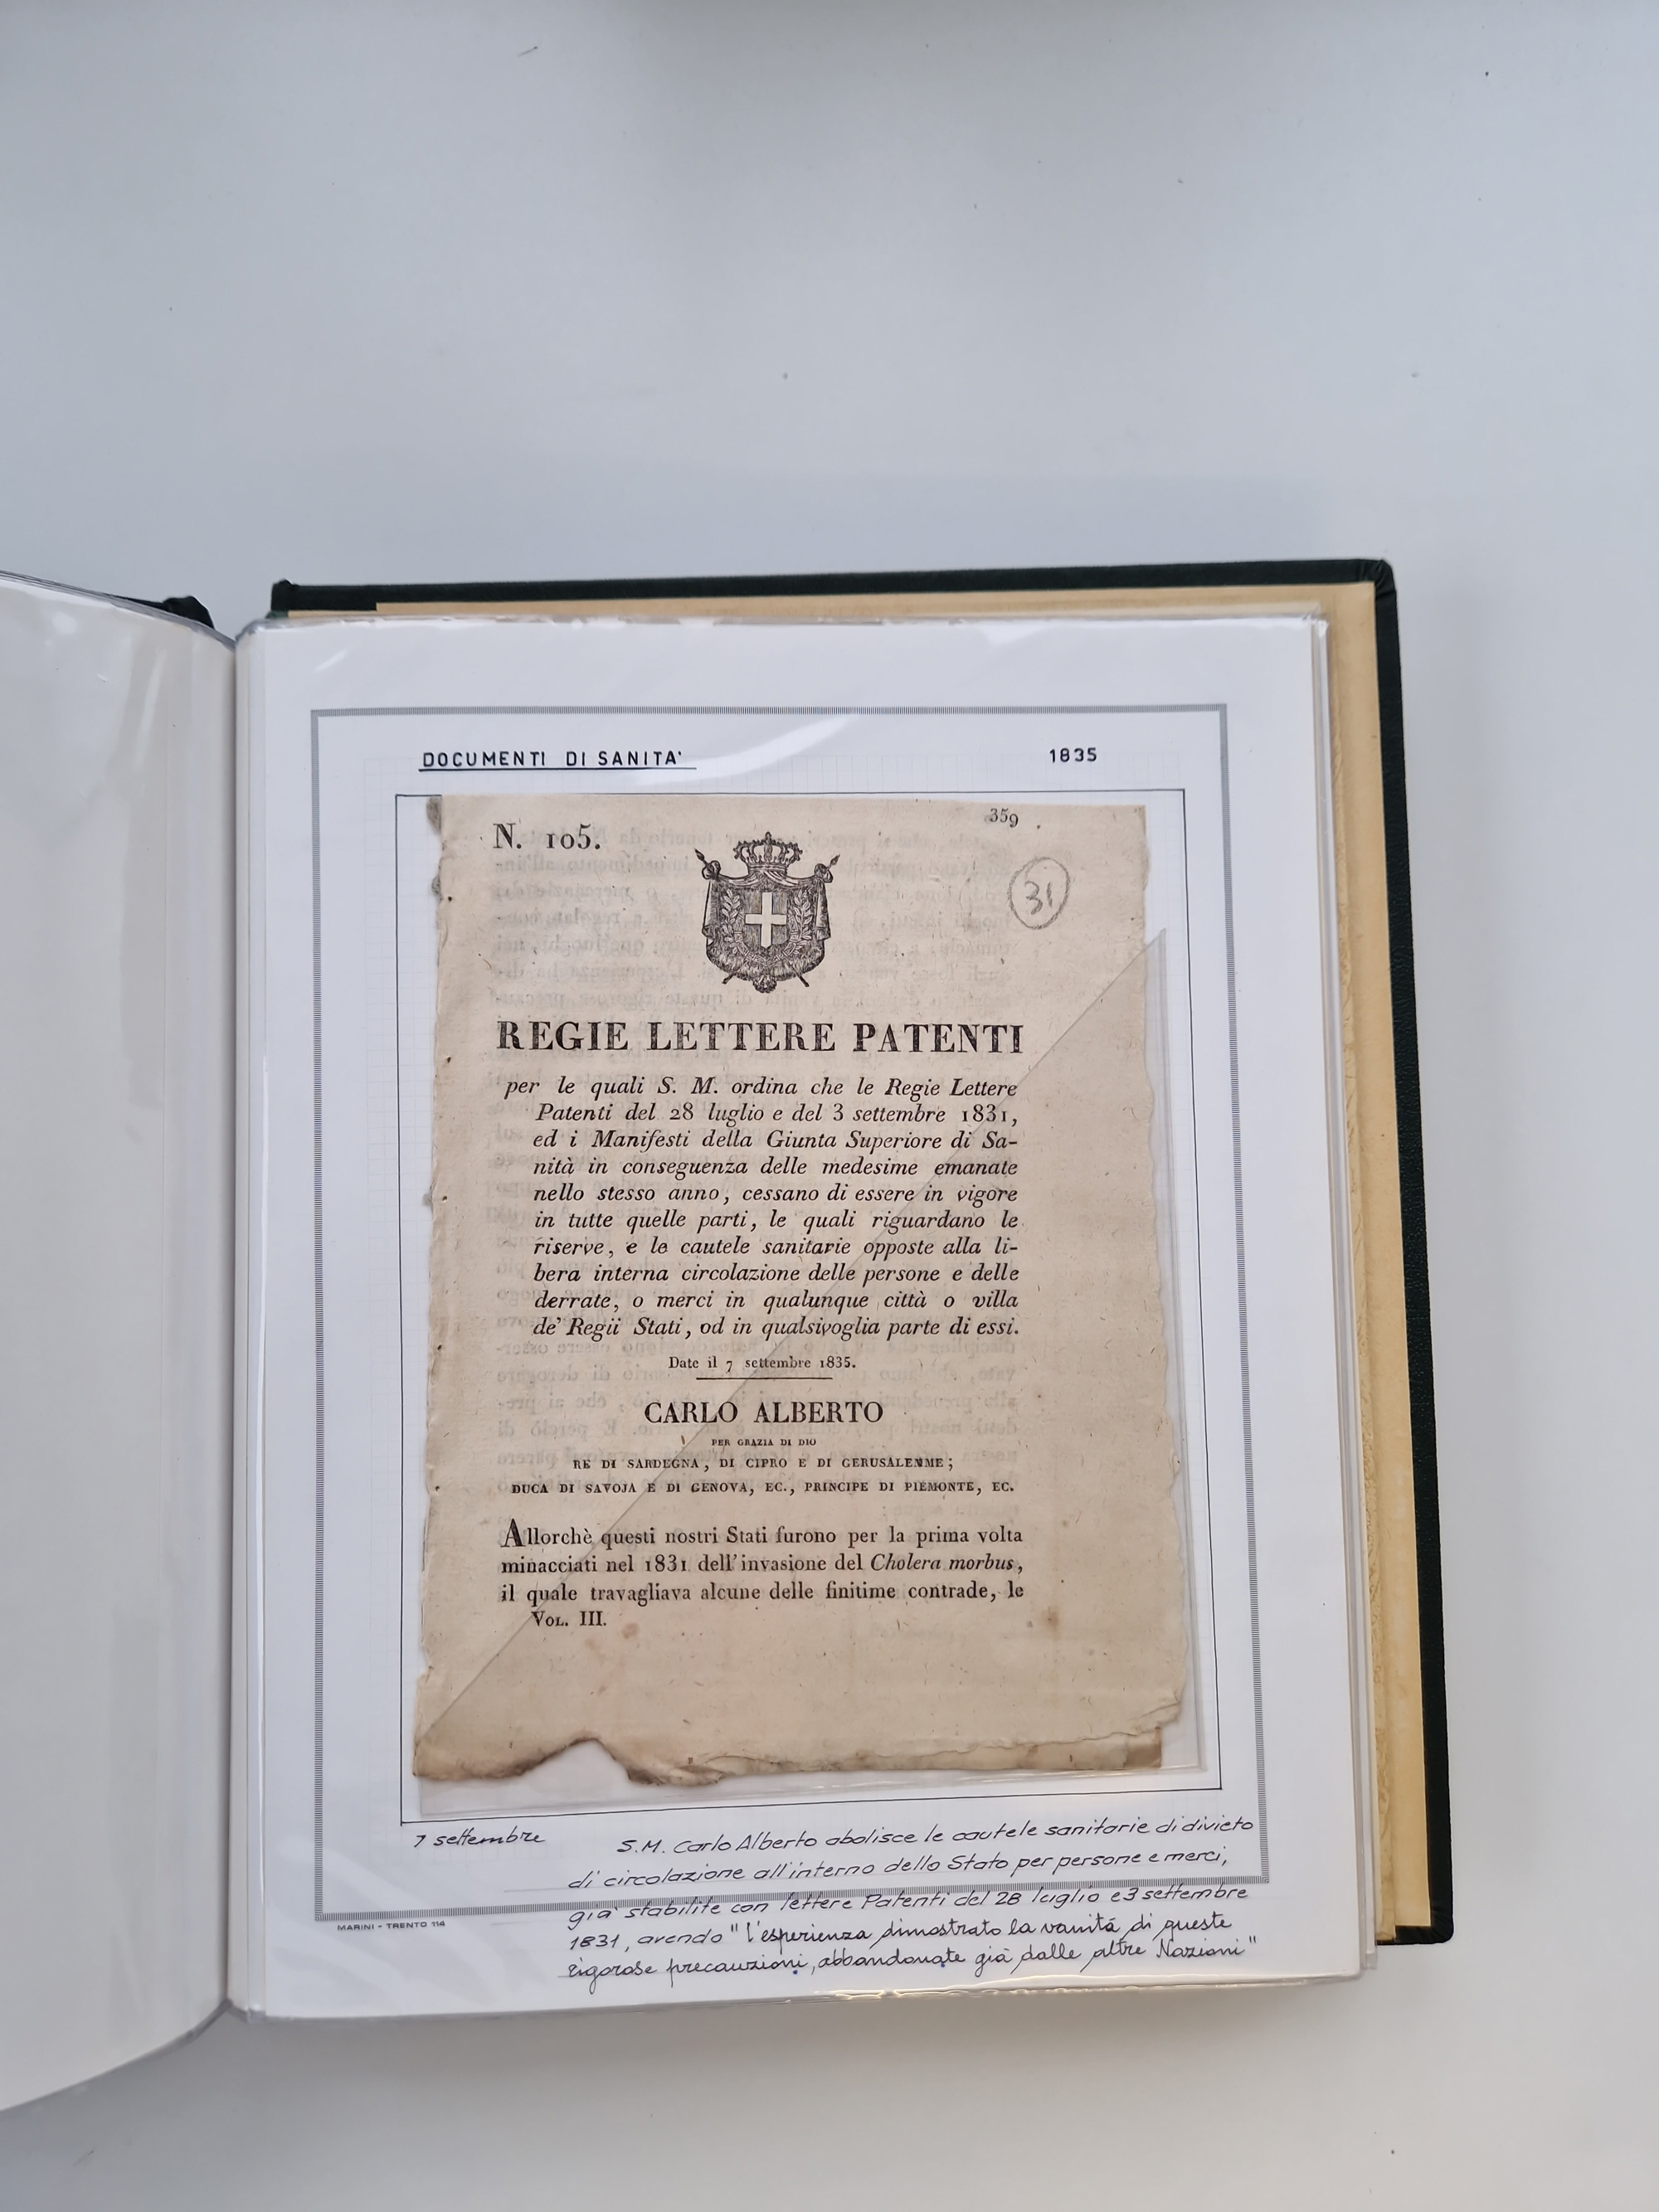 DOCUMENTI DI SANITA' 1835
359
N. 105.
31
REGIE LETTERE PATENTI
per le quali S. M. ordina che le Regie Lettere
Patenti del 28 luglio e del 3 settembre 1831,
ed i Manifesti della Giunta Superiore di Sa-
nità in conseguenza delle medesime emanate
nello stesso anno, cessano di essere in vigore
in tutte quelle parti, le quali riguardano le
riserve, e le cautele sanitarie opposte alla li-
bera interna circolazione delle persone e delle
derrate, o merci in qualunque città o villa
de' Regii Stati, od in qualsivoglia parte di essi.
Date il 7 settembre 1835.
CARLO ALBERTO
PER GRAZIA DI DIO
RE DI SARDEGNA, DI CIPRO E DI GERUSALEMME;
DUCA DI SAVOJA E DI GENOVA, EC., PRINCIPE DI PIEMONTE, EC.
Allorchè questi nostri Stati furono per la prima volta
minacciati nel 1831 dell'invasione del Cholera morbus,
il quale travagliava alcune delle finitime contrade, le
VOL. III.
7 settembre S.M. Carlo Alberto abolisce le cautele sanitarie di divieto
di circolazione all'interno dello Stato per persone e merci,
gia' stabilite con lettere Patenti del 28 luglio e 3 settembre
1831, avendo "l'esperienza dimostrato la vanità di queste
rigorose precauzioni, abbandonate già dalle altre Nazioni"
MARINI - TRENTO 114